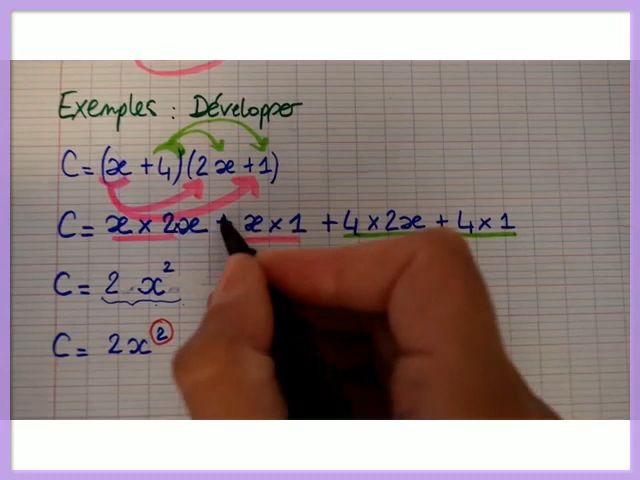 Exemples : Développer
C = (x + 4)(2x + 1)
C = x × 2x + x × 1 + 4 × 2x + 4 × 1
C = 2 x²
C = 2x²